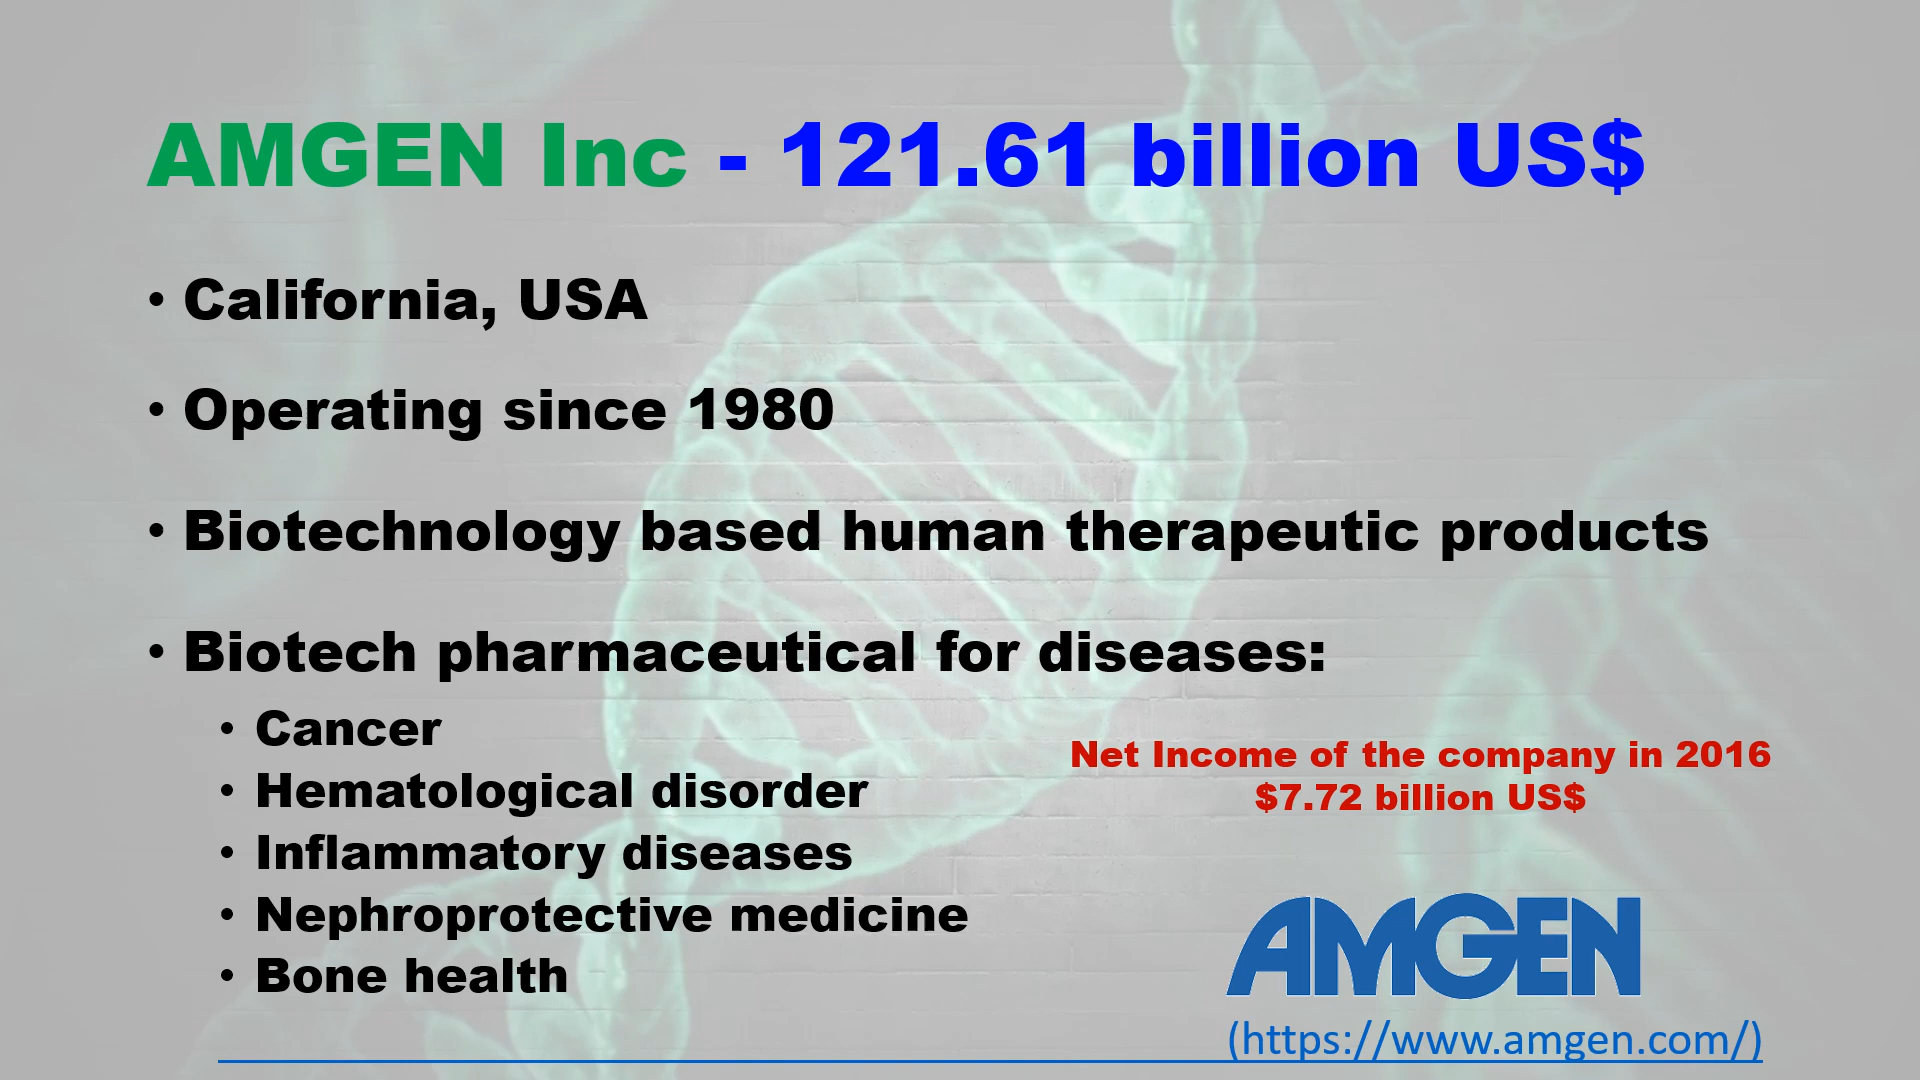 AMGEN Inc - 121.61 billion US$
• California, USA
• Operating since 1980
• Biotechnology based human therapeutic products
• Biotech pharmaceutical for diseases:
• Cancer
• Hematological disorder
• Inflammatory diseases
• Nephroprotective medicine
• Bone health
Net Income of the company in 2016
$7.72 billion US$
AMGEN
(https://www.amgen.com/)